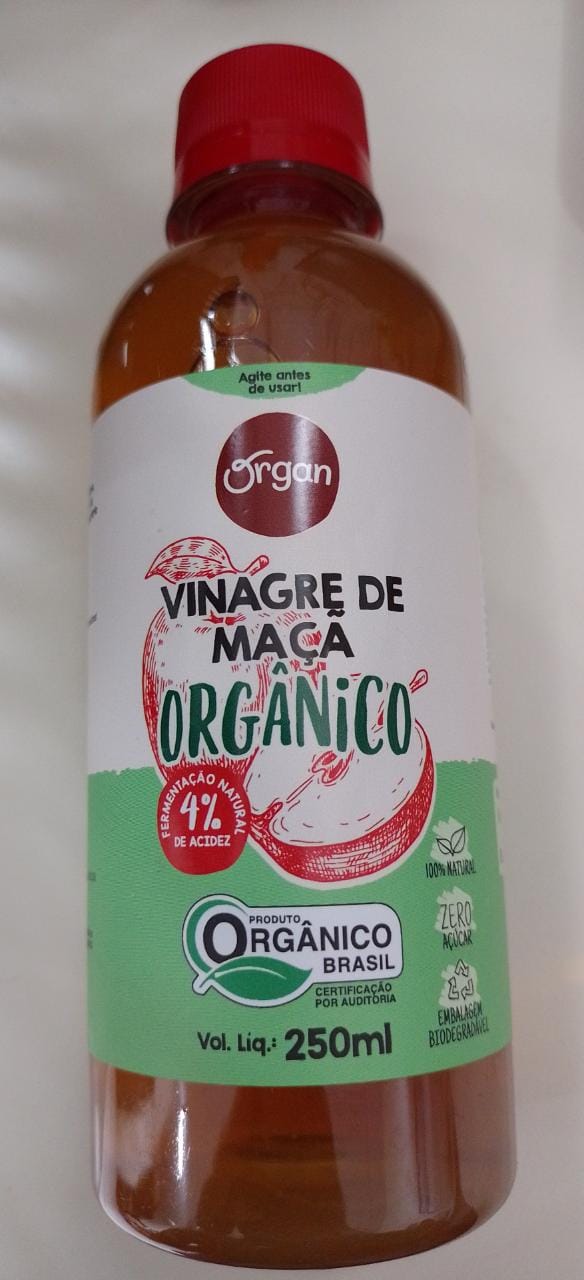 Agite antes
de usar!
Organ
VINAGRE DE
MAÇÃ
ORGÂNiCO
FERMENTAÇÃO NATURAL
4%
DE ACIDEZ
100% NATURAL
ZERO
AÇÚCAR
PRODUTO
ORGÂNICO
BRASIL
CERTIFICAÇÃO
POR AUDITORIA
EMBALAGEM
BIODEGRADÁVEL
Vol. Líq.: 250ml